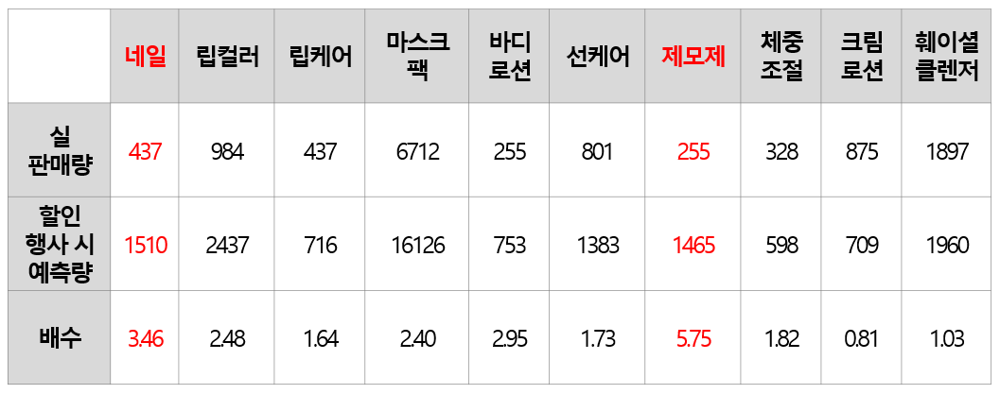 네일 립컬러 립케어 마스크 팩 바디 로션 선케어 제모제 체중 조절 크림 로션 훼이셜 클렌저
실 판매량 437 984 437 6712 255 801 255 328 875 1897
할인 행사 시 예측량 1510 2437 716 16126 753 1383 1465 598 709 1960
배수 3.46 2.48 1.64 2.40 2.95 1.73 5.75 1.82 0.81 1.03